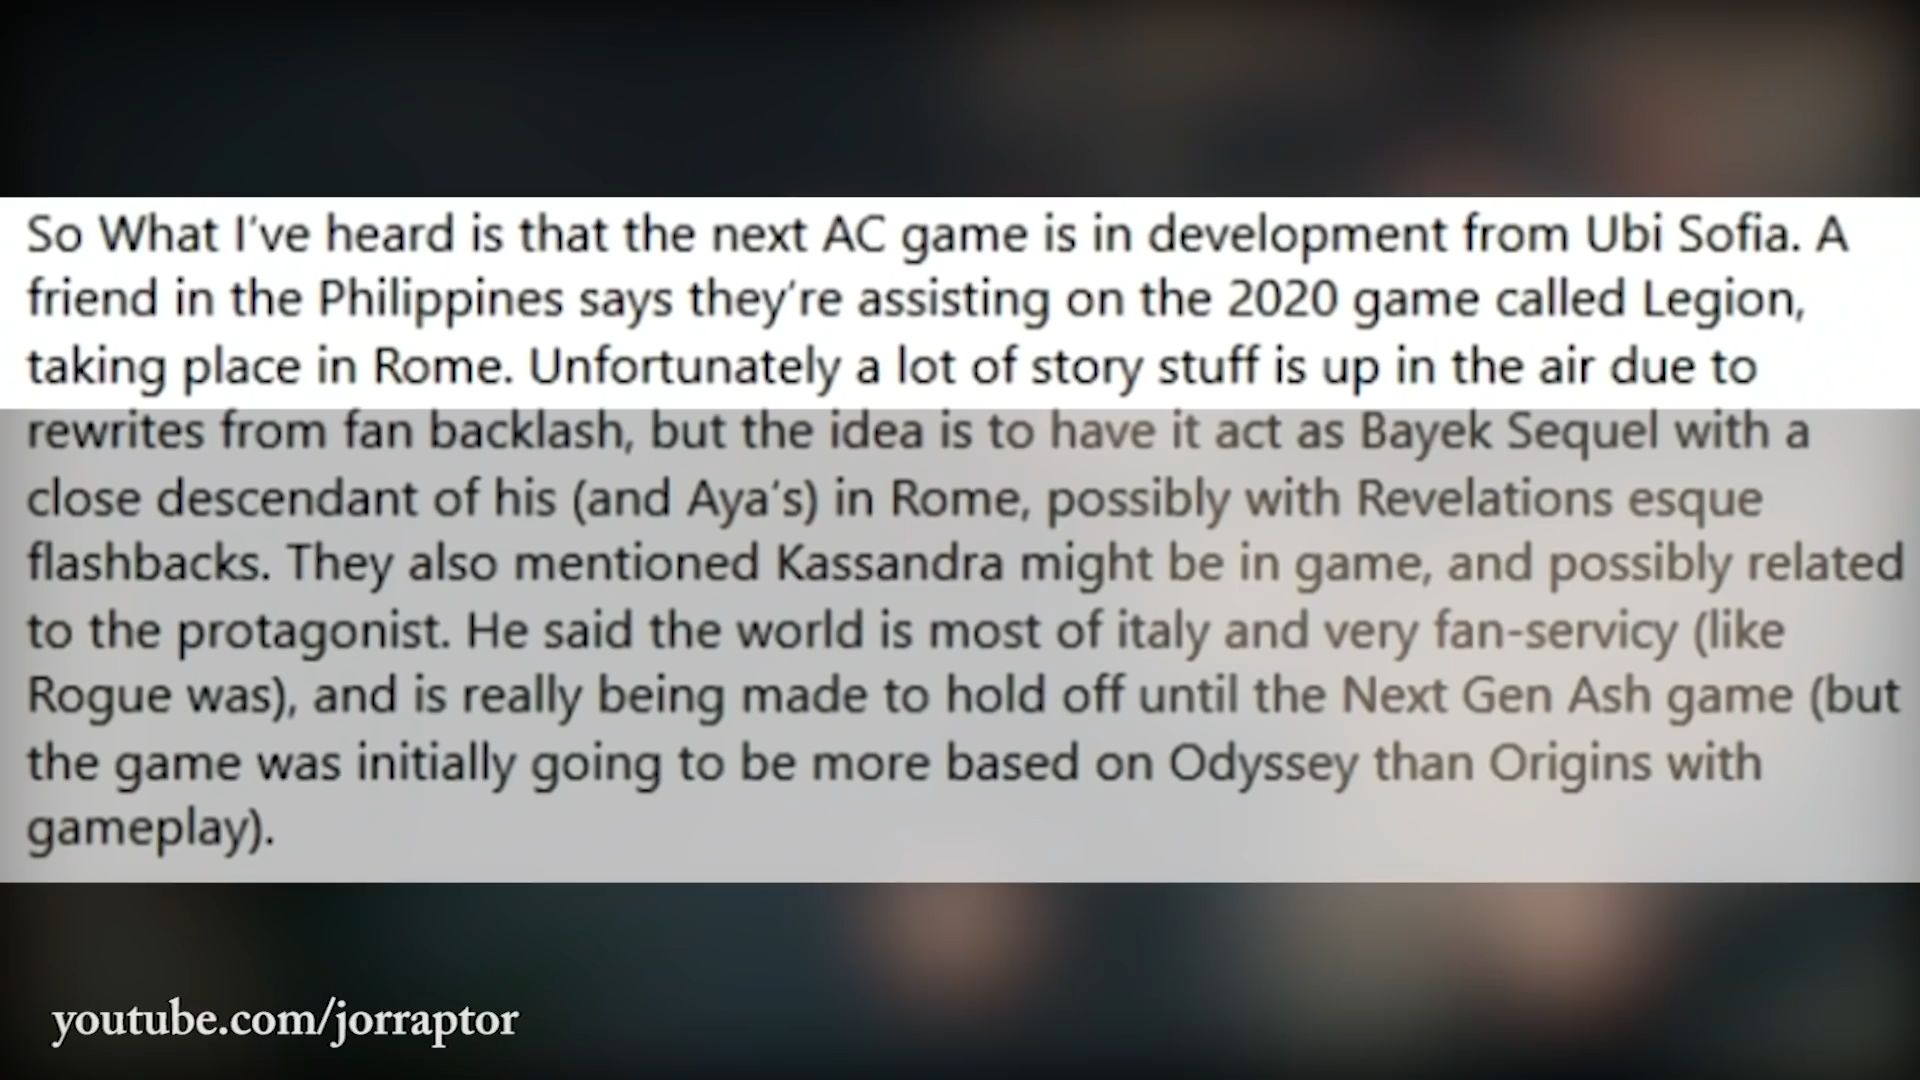 So What I've heard is that the next AC game is in development from Ubi Sofia. A
friend in the Philippines says they're assisting on the 2020 game called Legion,
taking place in Rome. Unfortunately a lot of story stuff is up in the air due to
rewrites from fan backlash, but the idea is to have it act as Bayek Sequel with a
close descendant of his (and Aya's) in Rome, possibly with Revelations esque
flashbacks. They also mentioned Kassandra might be in game, and possibly related
to the protagonist. He said the world is most of italy and very fan-servicy (like
Rogue was), and is really being made to hold off until the Next Gen Ash game (but
the game was initially going to be more based on Odyssey than Origins with
gameplay).
youtube.com/jorraptor